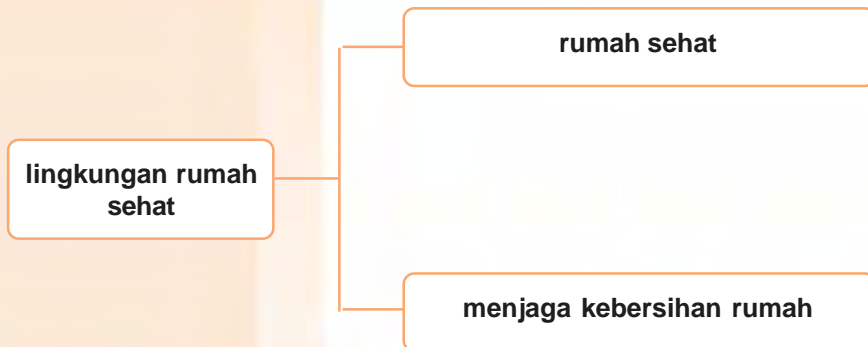 rumah sehat
lingkungan rumah
sehat
menjaga kebersihan rumah